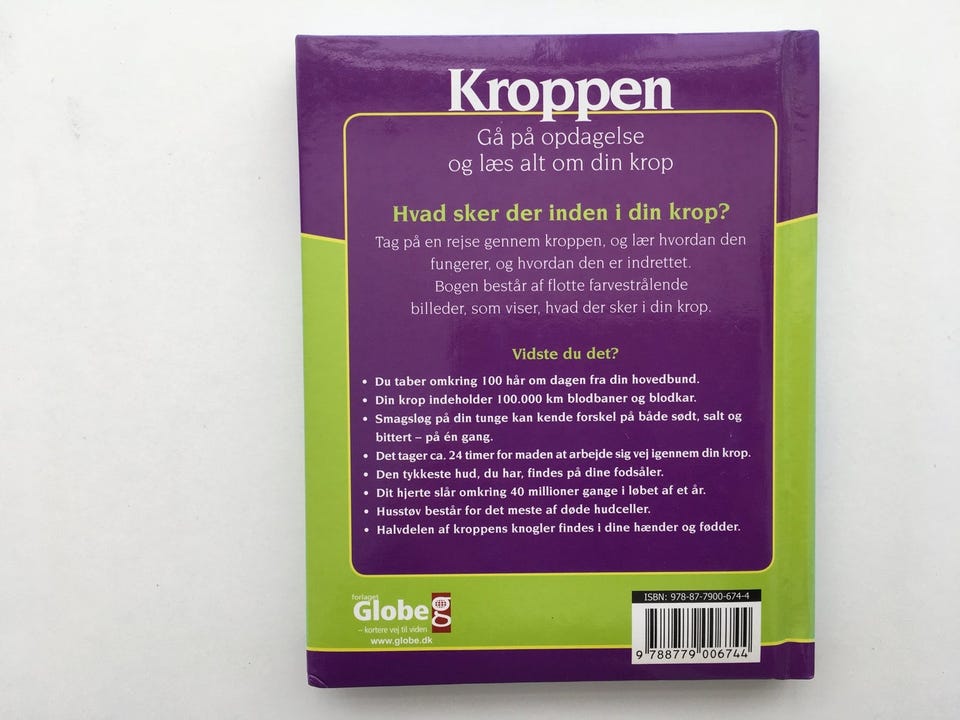 Kroppen
Gå på opdagelse
og læs alt om din krop
Hvad sker der inden i din krop?
Tag på en rejse gennem kroppen, og lær hvordan den
fungerer, og hvordan den er indrettet.
Bogen består af flotte farvestrålende
billeder, som viser, hvad der sker i din krop.
Vidste du det?
• Du taber omkring 100 hår om dagen fra din hovedbund.
• Din krop indeholder 100.000 km blodbaner og blodkar.
• Smagsløg på din tunge kan kende forskel på både sødt, salt og
bittert – på én gang.
• Det tager ca. 24 timer for maden at arbejde sig vej igennem din krop.
• Den tykkeste hud, du har, findes på dine fodsåler.
• Dit hjerte slår omkring 40 millioner gange i løbet af et år.
• Husstøv består for det meste af døde hudceller.
• Halvdelen af kroppens knogler findes i dine hænder og fødder.
forlaget
Globe g
– kortere vej til viden
www.globe.dk
ISBN: 978-87-7900-674-4
9 788779 006744